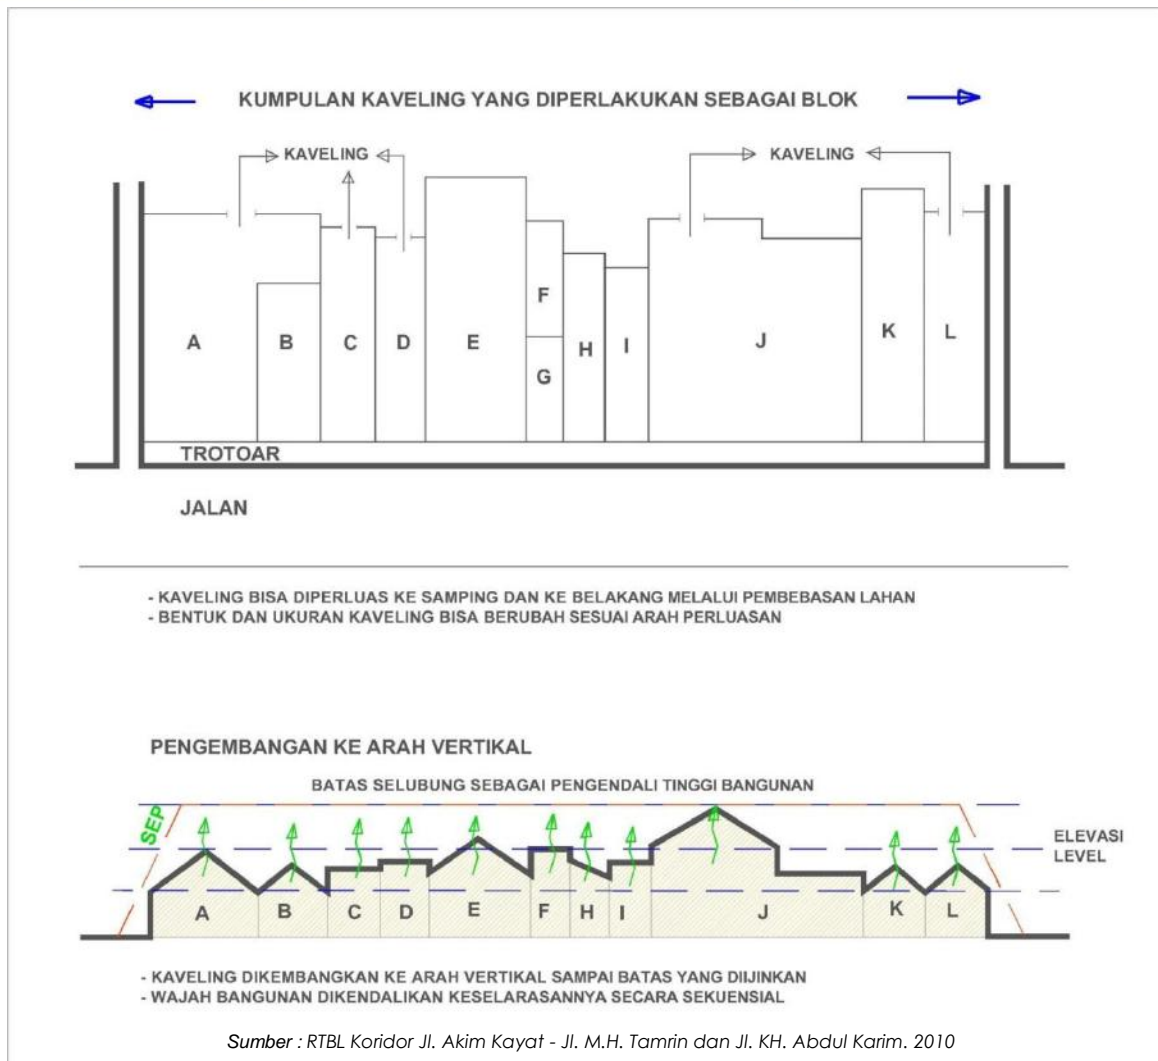 KUMPULAN KAVELING YANG DIPERLAKUKAN SEBAGAI BLOK
KAVELING
KAVELING
A
B
C
D
E
F
G
H
I
J
K
L
TROTOAR
JALAN
- KAVELING BISA DIPERLUAS KE SAMPING DAN KE BELAKANG MELALUI PEMBEBASAN LAHAN
- BENTUK DAN UKURAN KAVELING BISA BERUBAH SESUAI ARAH PERLUASAN
PENGEMBANGAN KE ARAH VERTIKAL
BATAS SELUBUNG SEBAGAI PENGENDALI TINGGI BANGUNAN
SEP
ELEVASI
LEVEL
A
B
C
D
E
F
H
I
J
K
L
- KAVELING DIKEMBANGKAN KE ARAH VERTIKAL SAMPAI BATAS YANG DIIJINKAN
- WAJAH BANGUNAN DIKENDALIKAN KESELARASANNYA SECARA SEKUENSIAL
Sumber : RTBL Koridor Jl. Akim Kayat - Jl. M.H. Tamrin dan Jl. KH. Abdul Karim. 2010